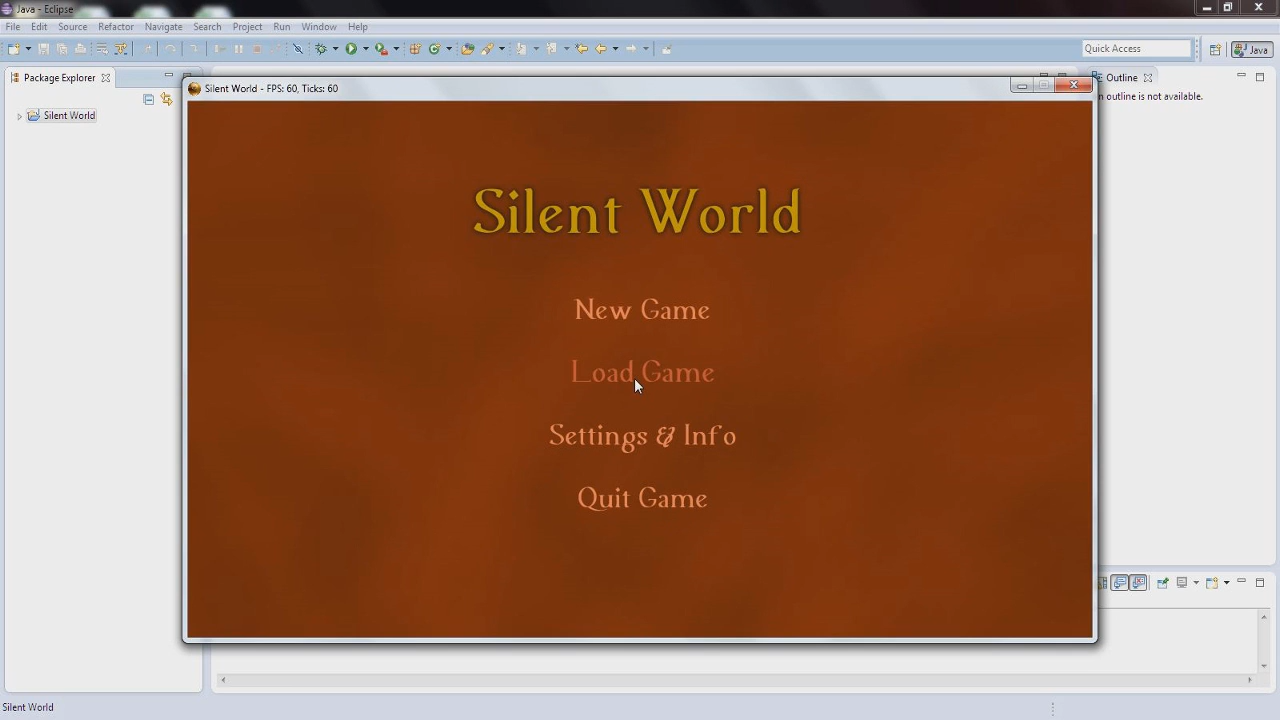 Java - Eclipse
File Edit Source Refactor Navigate Search Project Run Window Help
Quick Access
Java
Package Explorer
Silent World - FPS: 60, Ticks: 60
Outline
n outline is not available.
Silent World
Silent World
New Game
Load Game
Settings & Info
Quit Game
Silent World